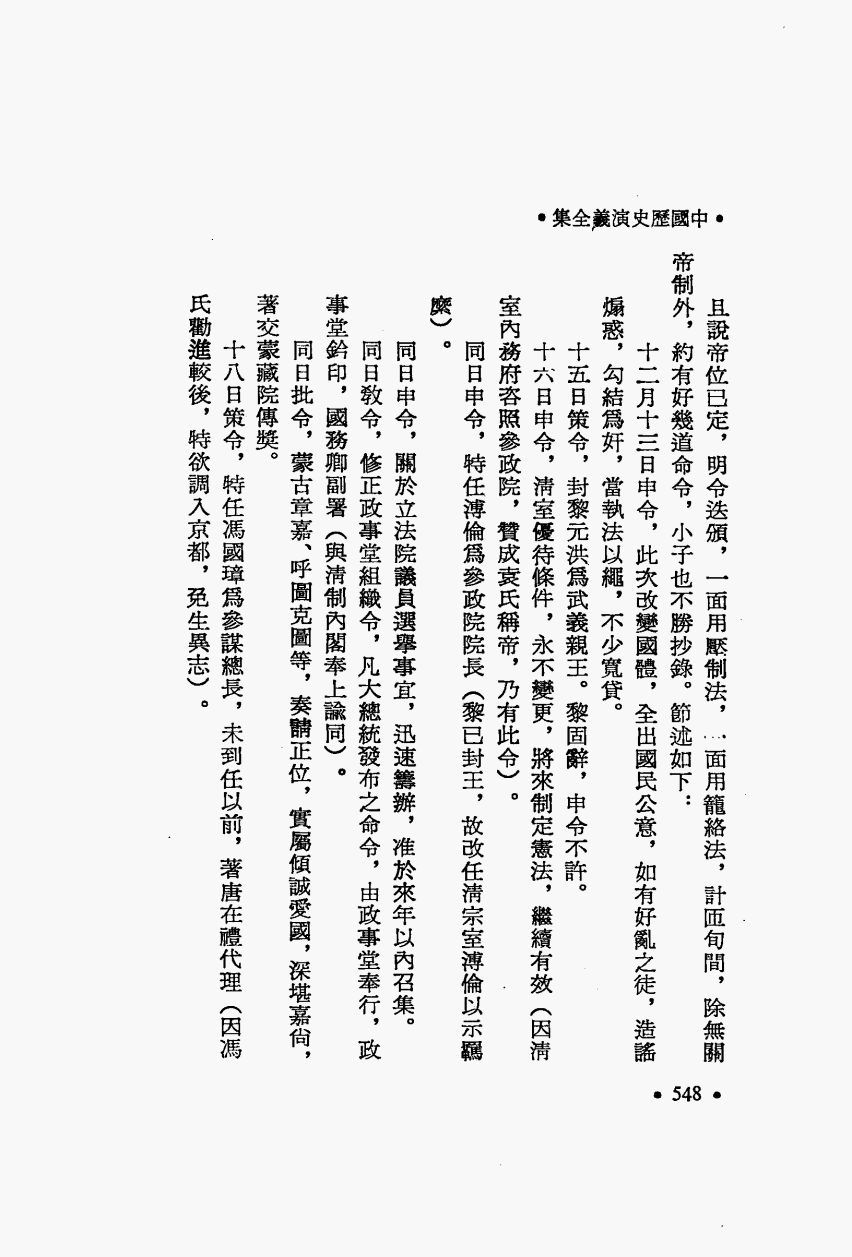 •中國歷史演義全集•
且說帝位已定，明令迭頒，一面用壓制法，一面用籠絡法，計匝旬間，除無關
帝制外，約有好幾道命令，小子也不勝抄錄。節述如下：
十二月十三日申令，此次改變國體，全出國民公意，如有好亂之徒，造謠
煽惑，勾結爲奸，當執法以繩，不少寬貸。
十五日策令，封黎元洪爲武義親王。黎固辭，申令不許。
十六日申令，淸室優待條件，永不變更，將來制定憲法，繼續有效（因淸
室內務府咨照參政院，贊成袁氏稱帝，乃有此令）。
同日申令，特任溥倫爲參政院院長（黎已封王，故改任淸宗室溥倫以示羈
縻）。
同日申令，關於立法院議員選舉事宜，迅速籌辦，准於來年以內召集。
同日敎令，修正政事堂組織令，凡大總統發布之命令，由政事堂奉行，政
事堂鈐印，國務卿副署（與淸制內閣奉上諭同）。
同日批令，蒙古章嘉、呼圖克圖等，奏請正位，實屬傾誠愛國，深堪嘉尙，
著交蒙藏院傳獎。
十八日策令，特任馮國璋爲參謀總長，未到任以前，著唐在禮代理（因馮
氏勸進較後，特欲調入京都，免生異志）。
•548•